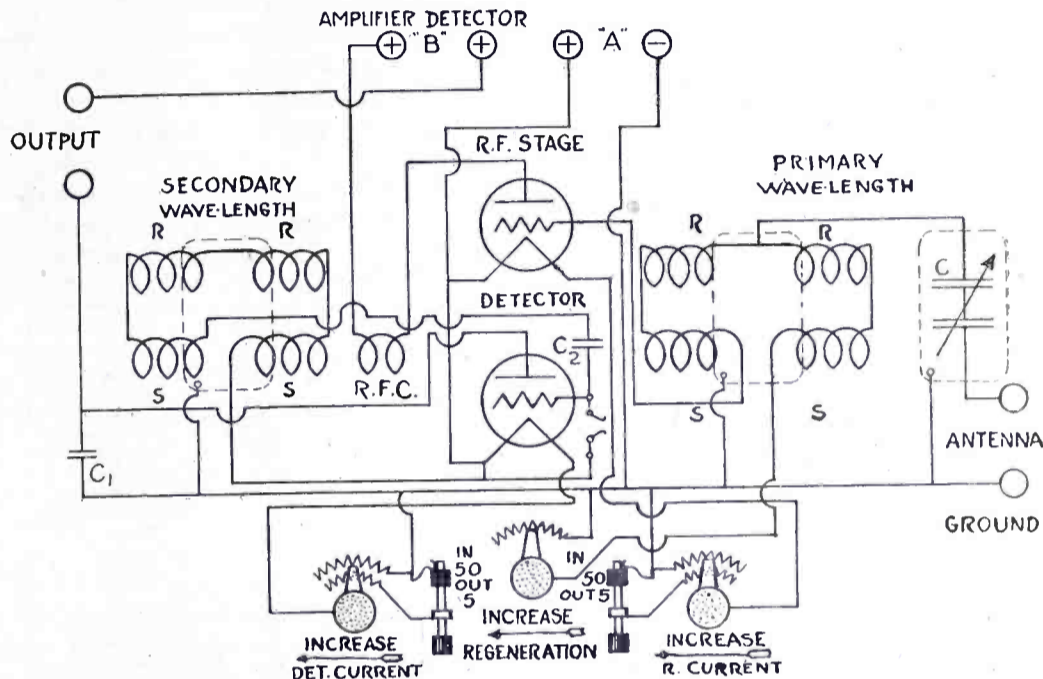 AMPLIFIER DETECTOR
+ "B" + + "A" −
OUTPUT
R.F. STAGE
SECONDARY
WAVE-LENGTH
PRIMARY
WAVE-LENGTH
R R
R R
C
DETECTOR
C2
S S R.F.C.
S S
ANTENNA
C1
GROUND
IN
50
OUT
5
IN
50
OUT 5
INCREASE
DET. CURRENT
INCREASE
REGENERATION
INCREASE
R. CURRENT